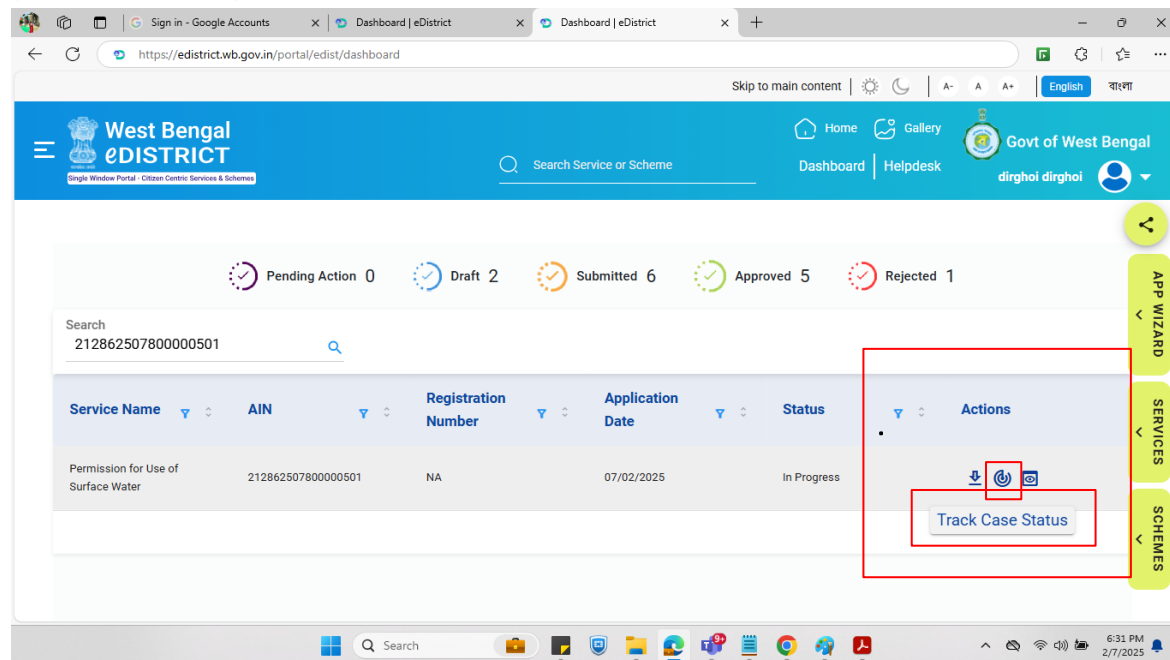 Sign in - Google Accounts
Dashboard | eDistrict
Dashboard | eDistrict
https://edistrict.wb.gov.in/portal/edist/dashboard
Skip to main content
A-
A
A+
English
বাংলা
West Bengal
eDISTRICT
Single Window Portal - Citizen Centric Services & Schemes
Search Service or Scheme
Home
Gallery
Dashboard
Helpdesk
Govt of West Bengal
dirghoi dirghoi
Pending Action 0
Draft 2
Submitted 6
Approved 5
Rejected 1
APP WIZARD
Search
212862507800000501
Service Name
AIN
Registration
Number
Application
Date
Status
Actions
SERVICES
Permission for Use of
Surface Water
212862507800000501
NA
07/02/2025
In Progress
Track Case Status
SCHEMES
Search
9+
6:31 PM
2/7/2025